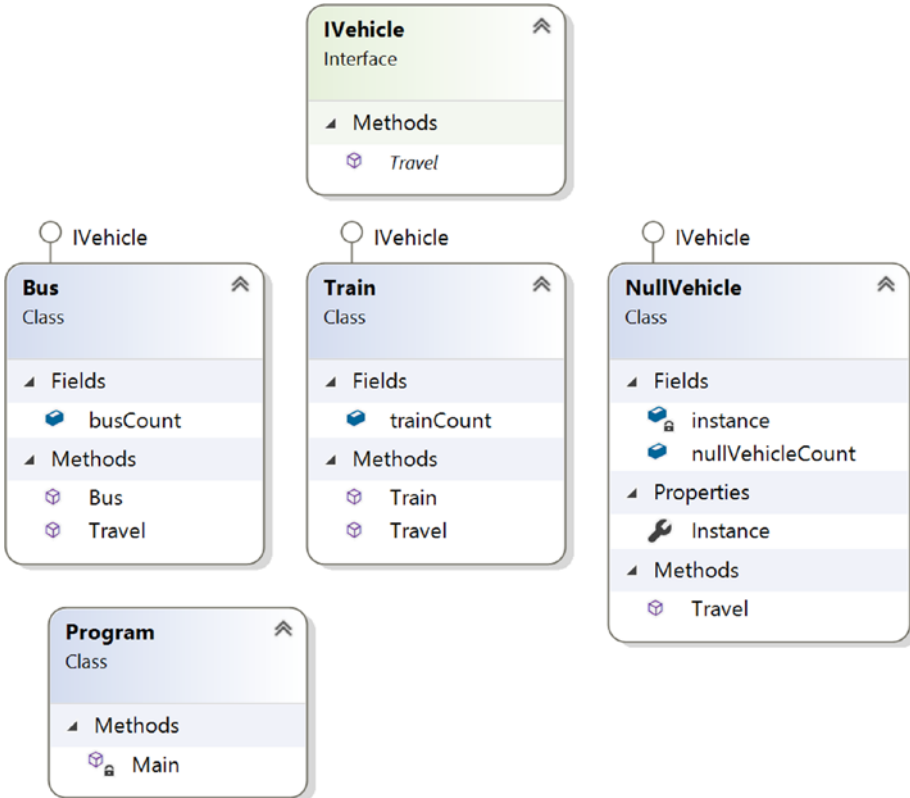 IVehicle
Interface
Methods
Travel
IVehicle
Bus
Class
Fields
busCount
Methods
Bus
Travel
IVehicle
Train
Class
Fields
trainCount
Methods
Train
Travel
IVehicle
NullVehicle
Class
Fields
instance
nullVehicleCount
Properties
Instance
Methods
Travel
Program
Class
Methods
Main